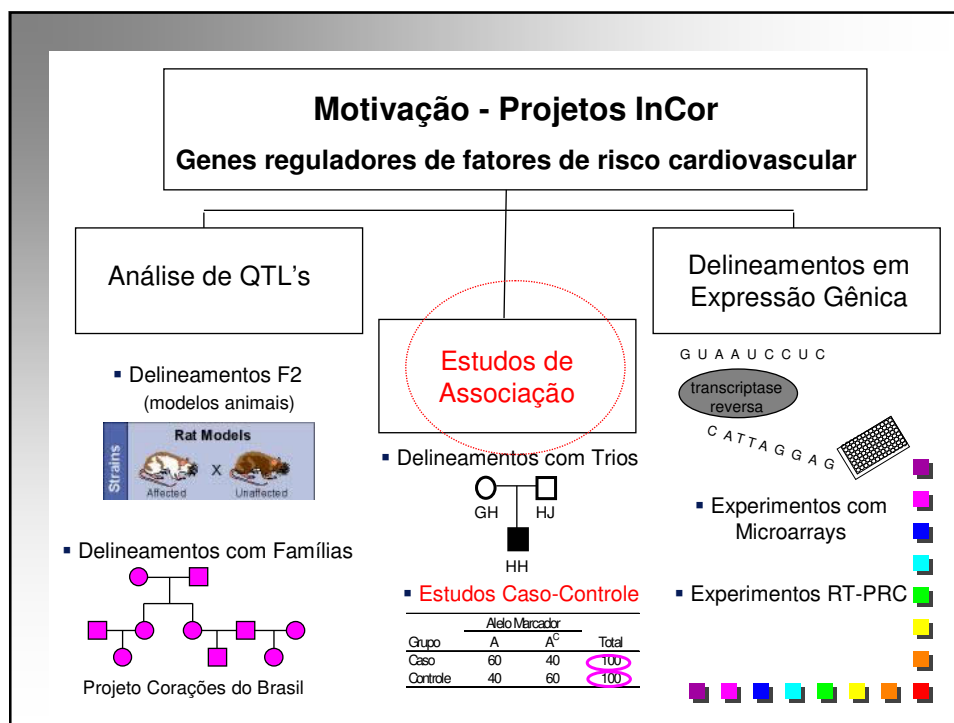 Motivação - Projetos InCor
Genes reguladores de fatores de risco cardiovascular
Análise de QTL's
▪ Delineamentos F2
(modelos animais)
Strains
Rat Models
X
Affected
Unaffected
▪ Delineamentos com Famílias
Projeto Corações do Brasil
Estudos de
Associação
▪ Delineamentos com Trios
GH HJ
HH
▪ Estudos Caso-Controle
Alelo Marcador
Grupo A A^C Total
Caso 60 40 100
Controle 40 60 100
Delineamentos em
Expressão Gênica
G U A A U C C U C
transcriptase
reversa
C A T T A G G A G
▪ Experimentos com
Microarrays
▪ Experimentos RT-PRC